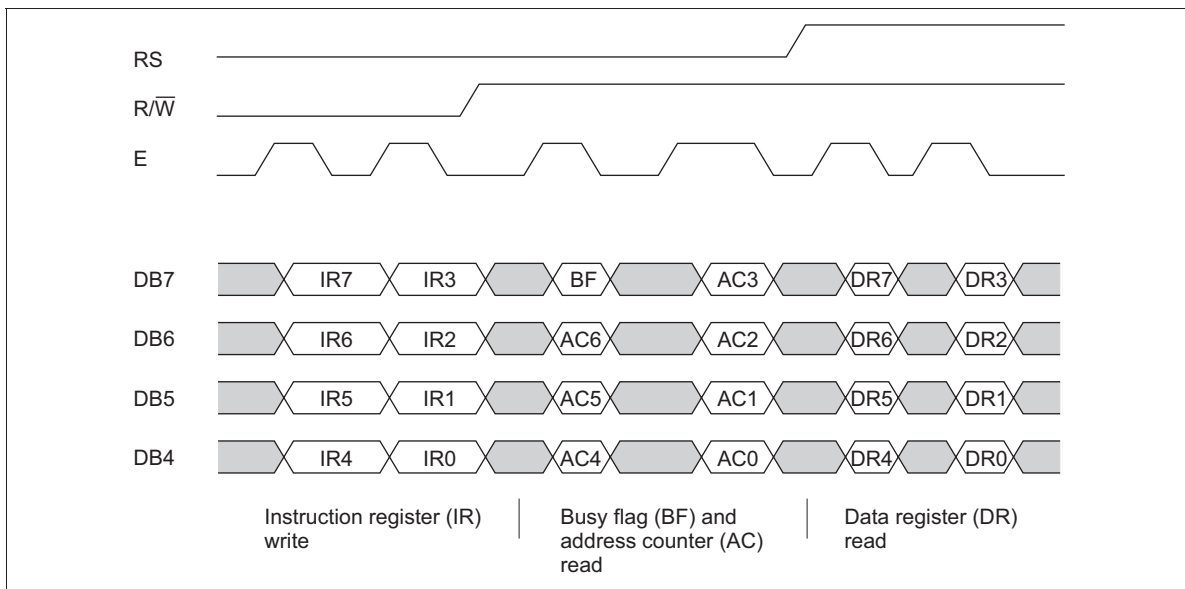 RS
R/W̅
E
DB7 IR7 IR3 BF AC3 DR7 DR3
DB6 IR6 IR2 AC6 AC2 DR6 DR2
DB5 IR5 IR1 AC5 AC1 DR5 DR1
DB4 IR4 IR0 AC4 AC0 DR4 DR0
Instruction register (IR)
write
Busy flag (BF) and
address counter (AC)
read
Data register (DR)
read